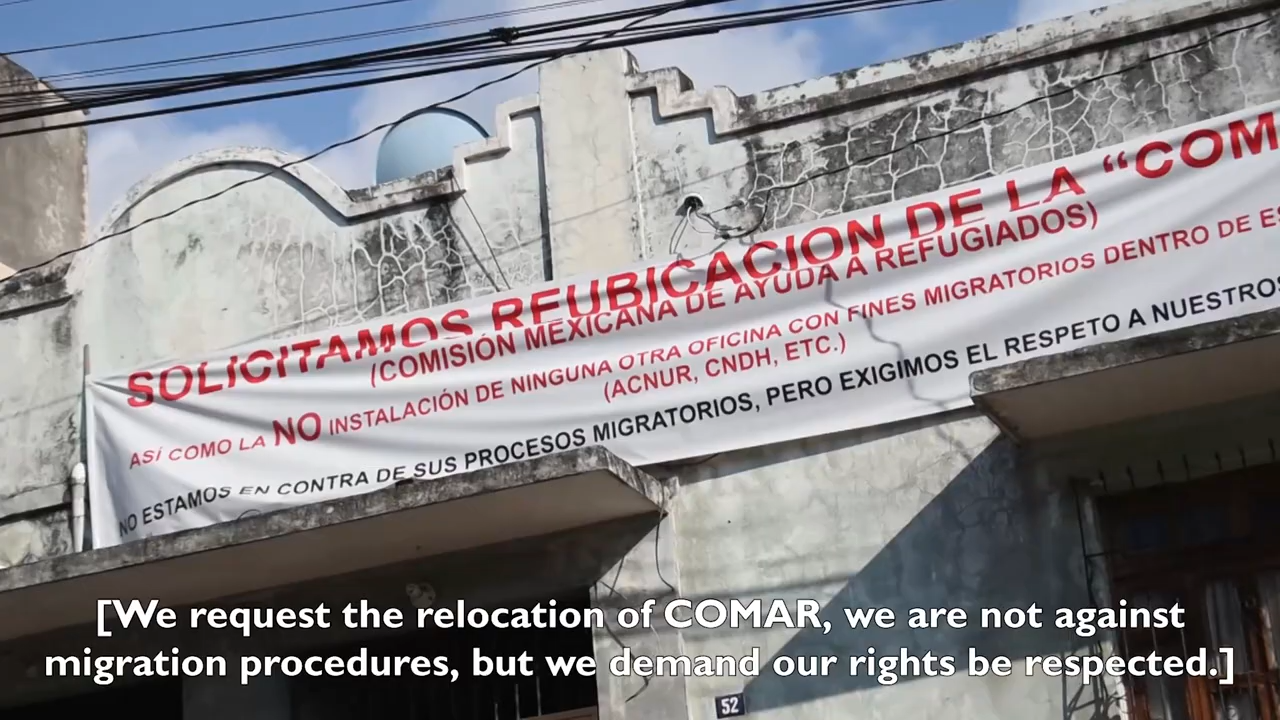 SOLICITAMOS REUBICACION DE LA “COM
(COMISIÓN MEXICANA DE AYUDA A REFUGIADOS)
ASÍ COMO LA NO INSTALACIÓN DE NINGUNA OTRA OFICINA CON FINES MIGRATORIOS DENTRO DE ES
(ACNUR, CNDH, ETC.)
NO ESTAMOS EN CONTRA DE SUS PROCESOS MIGRATORIOS, PERO EXIGIMOS EL RESPETO A NUESTROS
[We request the relocation of COMAR, we are not against
migration procedures, but we demand our rights be respected.]
52